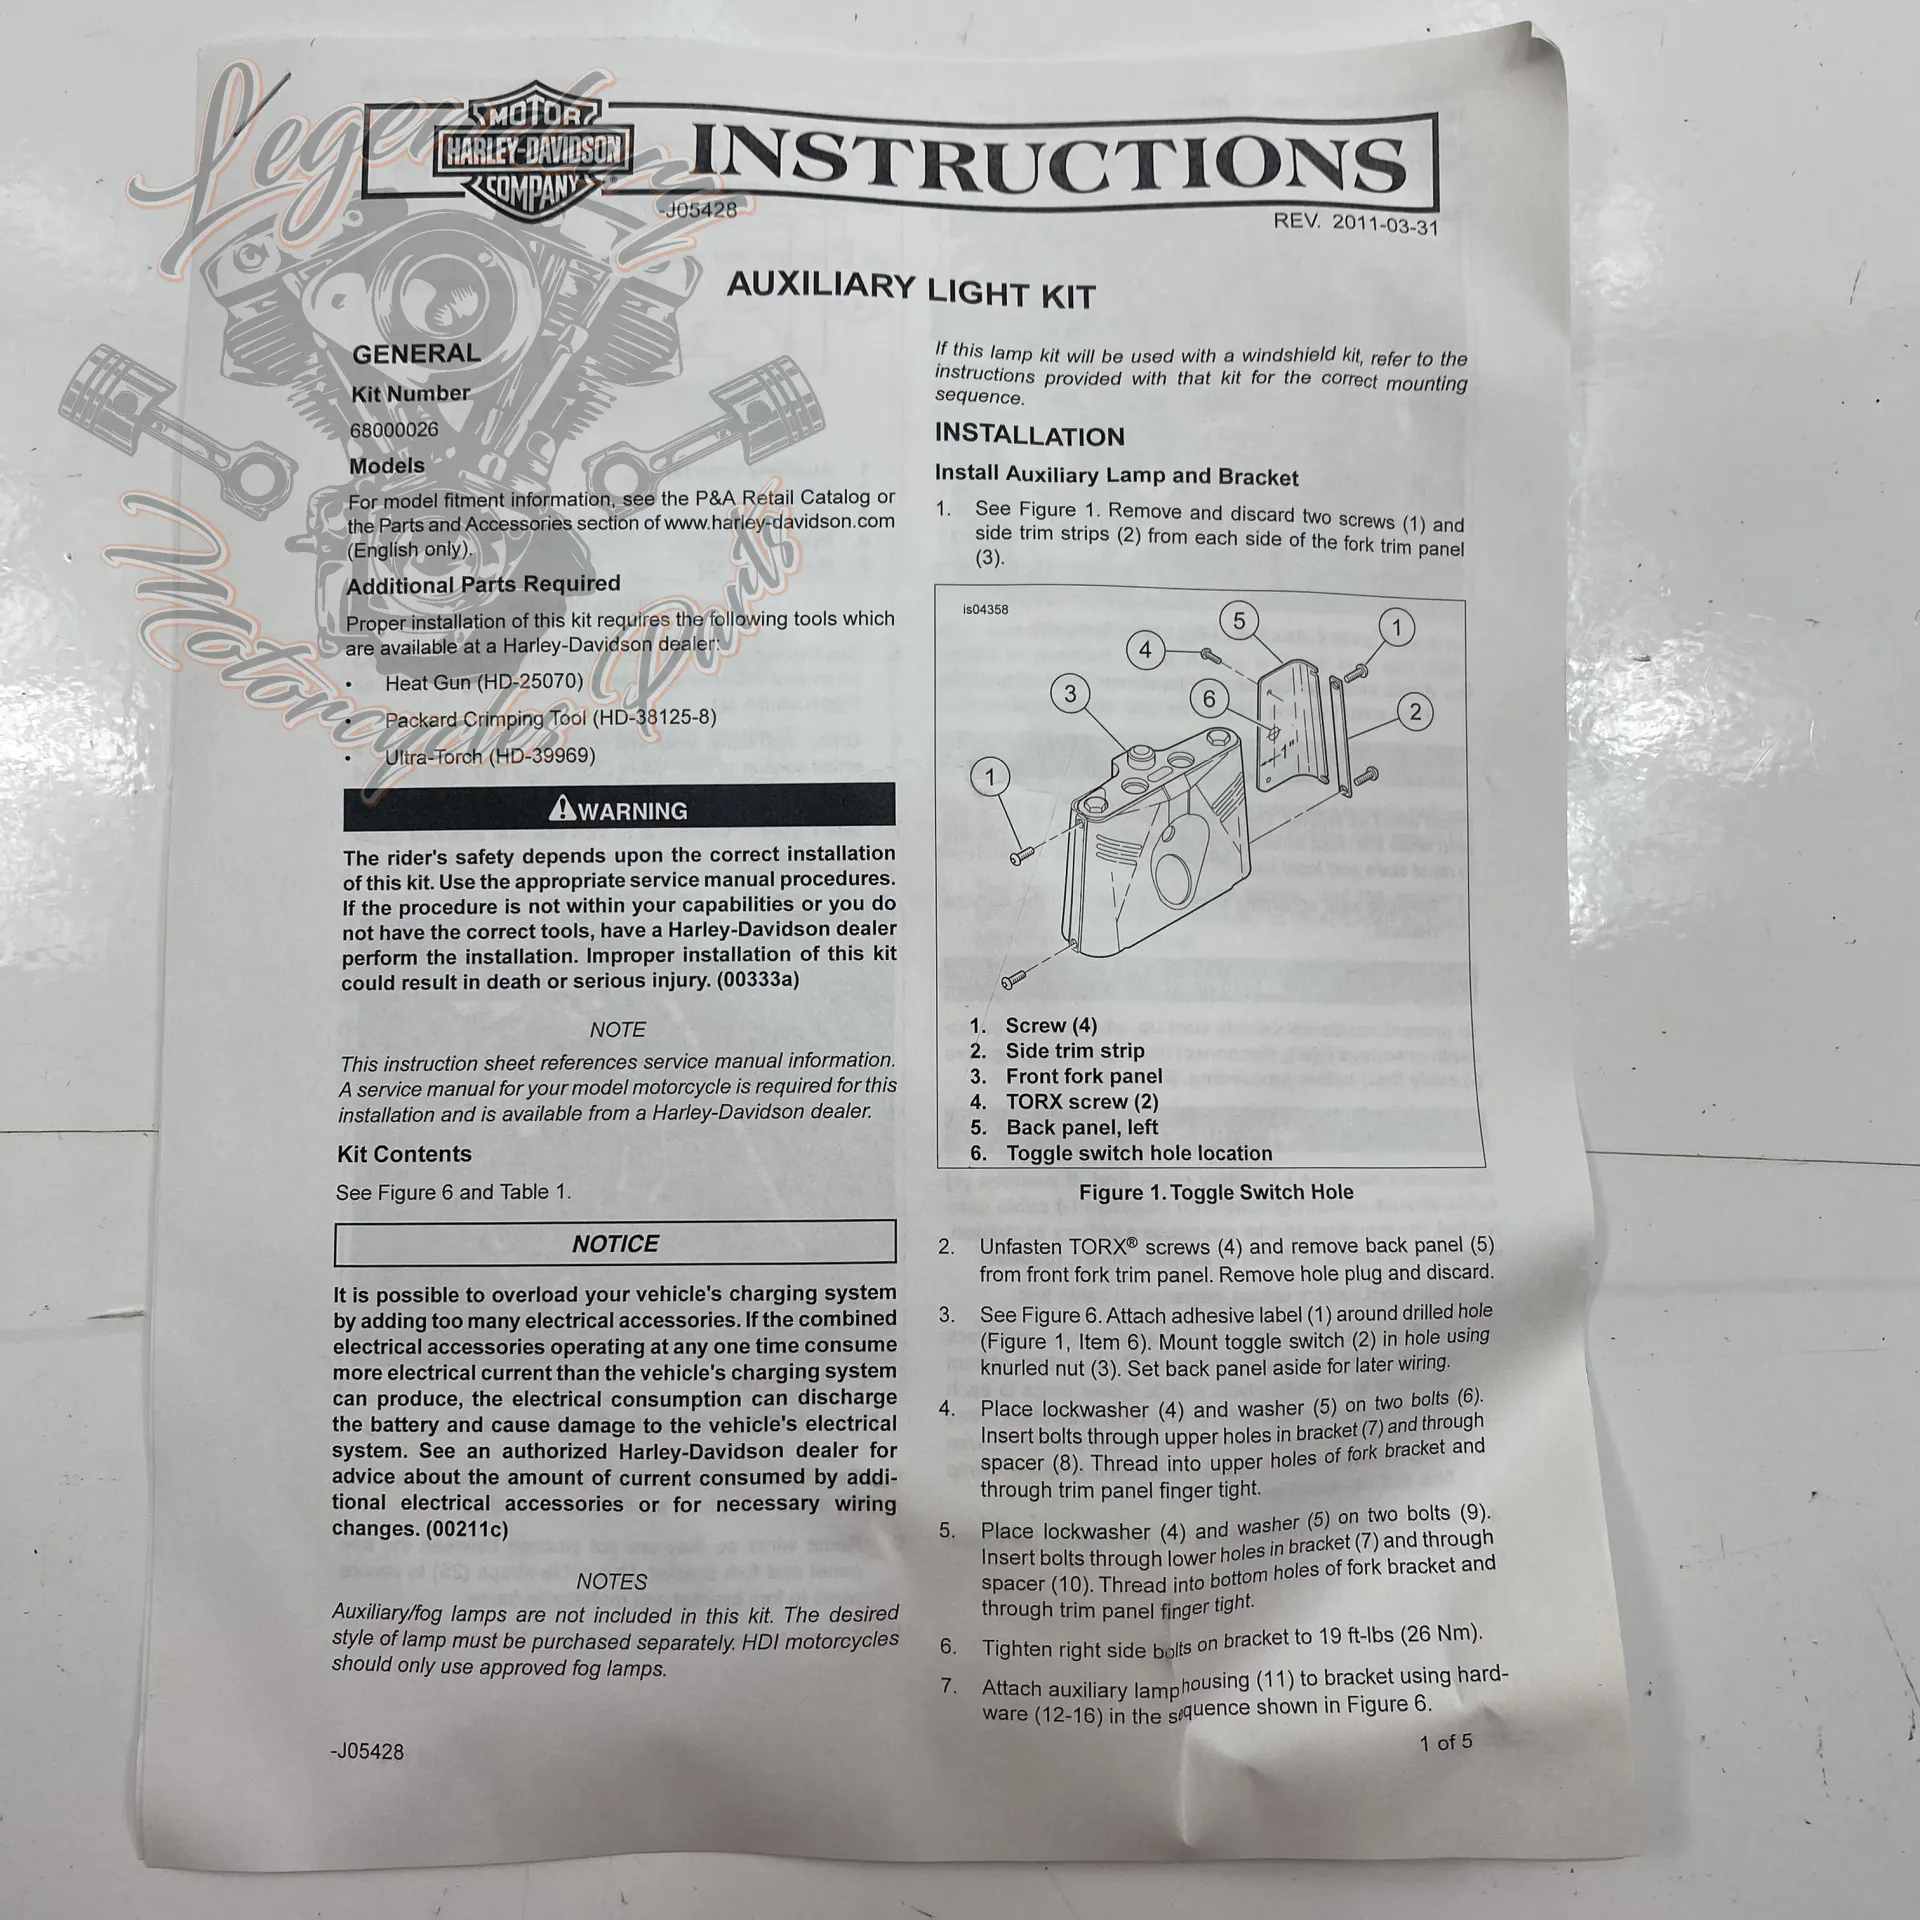 Legendary
Motorcycles Parts
MOTOR
HARLEY-DAVIDSON
COMPANY
INSTRUCTIONS
-J05428
REV. 2011-03-31
AUXILIARY LIGHT KIT
GENERAL
Kit Number
68000026
Models
For model fitment information, see the P&A Retail Catalog or
the Parts and Accessories section of www.harley-davidson.com
(English only).
Additional Parts Required
Proper installation of this kit requires the following tools which
are available at a Harley-Davidson dealer:
• Heat Gun (HD-25070)
• Packard Crimping Tool (HD-38125-8)
• Ultra-Torch (HD-39969)
⚠WARNING
The rider's safety depends upon the correct installation
of this kit. Use the appropriate service manual procedures.
If the procedure is not within your capabilities or you do
not have the correct tools, have a Harley-Davidson dealer
perform the installation. Improper installation of this kit
could result in death or serious injury. (00333a)
NOTE
This instruction sheet references service manual information.
A service manual for your model motorcycle is required for this
installation and is available from a Harley-Davidson dealer.
Kit Contents
See Figure 6 and Table 1.
NOTICE
It is possible to overload your vehicle's charging system
by adding too many electrical accessories. If the combined
electrical accessories operating at any one time consume
more electrical current than the vehicle's charging system
can produce, the electrical consumption can discharge
the battery and cause damage to the vehicle's electrical
system. See an authorized Harley-Davidson dealer for
advice about the amount of current consumed by addi-
tional electrical accessories or for necessary wiring
changes. (00211c)
NOTES
Auxiliary/fog lamps are not included in this kit. The desired
style of lamp must be purchased separately. HDI motorcycles
should only use approved fog lamps.
-J05428
If this lamp kit will be used with a windshield kit, refer to the
instructions provided with that kit for the correct mounting
sequence.
INSTALLATION
Install Auxiliary Lamp and Bracket
1. See Figure 1. Remove and discard two screws (1) and
side trim strips (2) from each side of the fork trim panel
(3).
is04358
5
1
4
3
6
2
1"
1
1. Screw (4)
2. Side trim strip
3. Front fork panel
4. TORX screw (2)
5. Back panel, left
6. Toggle switch hole location
Figure 1. Toggle Switch Hole
2. Unfasten TORX® screws (4) and remove back panel (5)
from front fork trim panel. Remove hole plug and discard.
3. See Figure 6. Attach adhesive label (1) around drilled hole
(Figure 1, Item 6). Mount toggle switch (2) in hole using
knurled nut (3). Set back panel aside for later wiring.
4. Place lockwasher (4) and washer (5) on two bolts (6).
Insert bolts through upper holes in bracket (7) and through
spacer (8). Thread into upper holes of fork bracket and
through trim panel finger tight.
5. Place lockwasher (4) and washer (5) on two bolts (9).
Insert bolts through lower holes in bracket (7) and through
spacer (10). Thread into bottom holes of fork bracket and
through trim panel finger tight.
6. Tighten right side bolts on bracket to 19 ft-lbs (26 Nm).
7. Attach auxiliary lamp housing (11) to bracket using hard-
ware (12-16) in the sequence shown in Figure 6.
1 of 5